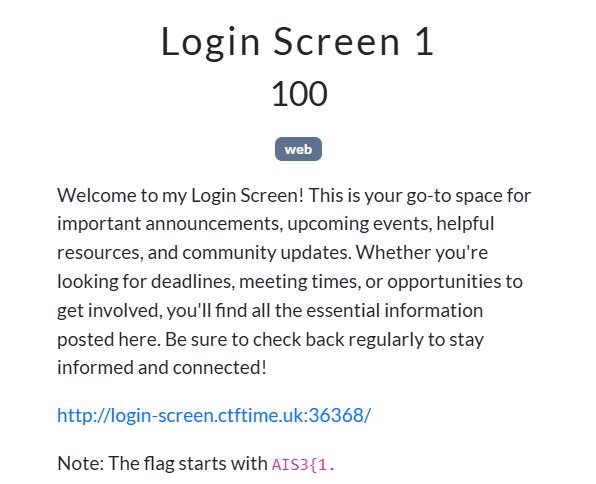 Login Screen 1
100
web
Welcome to my Login Screen! This is your go-to space for
important announcements, upcoming events, helpful
resources, and community updates. Whether you're
looking for deadlines, meeting times, or opportunities to
get involved, you'll find all the essential information
posted here. Be sure to check back regularly to stay
informed and connected!
http://login-screen.ctftime.uk:36368/
Note: The flag starts with AIS3{1.